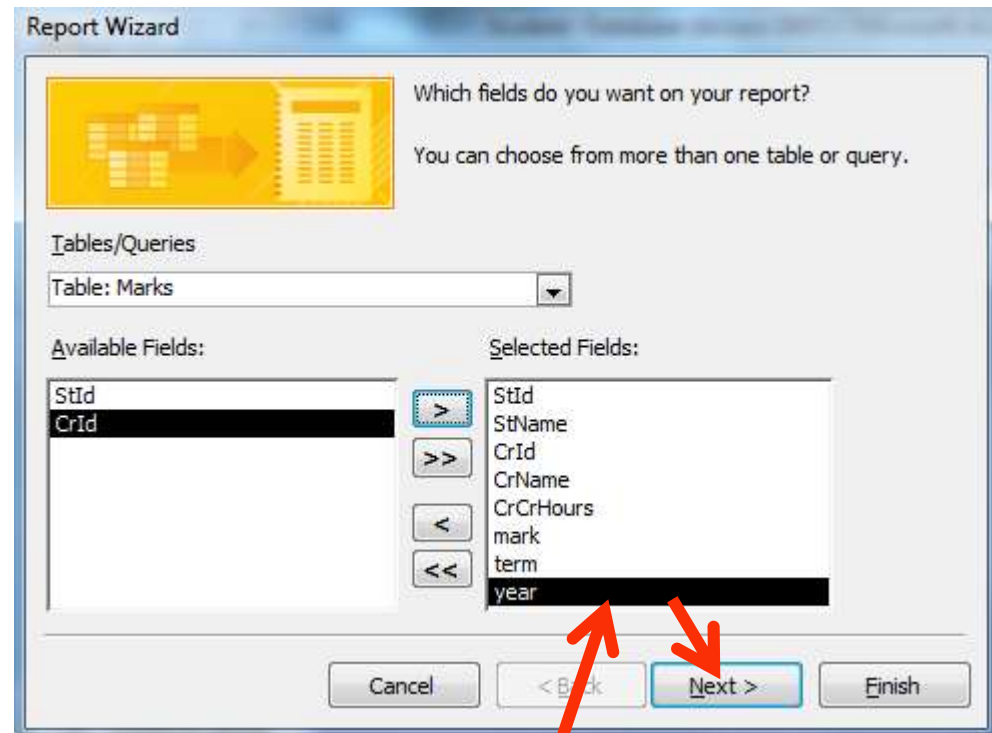 Report Wizard
Which fields do you want on your report?
You can choose from more than one table or query.
Tables/Queries
Table: Marks
Available Fields:
Selected Fields:
StId
CrId
>
>>
<
<<
StId
StName
CrId
CrName
CrCrHours
mark
term
year
Cancel
< Back
Next >
Finish